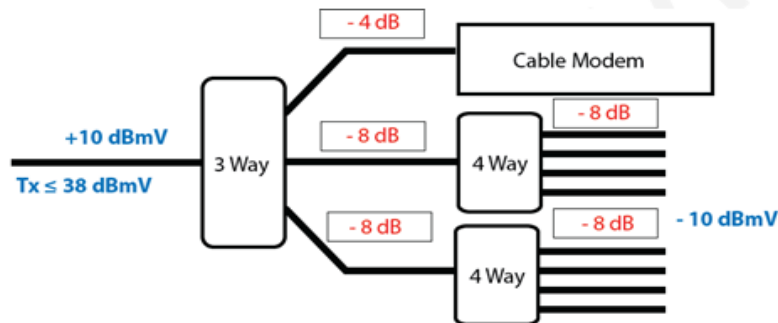 - 4 dB
Cable Modem
+10 dBmV
- 8 dB
- 8 dB
3 Way
4 Way
Tx ≤ 38 dBmV
- 8 dB
- 8 dB
- 10 dBmV
4 Way